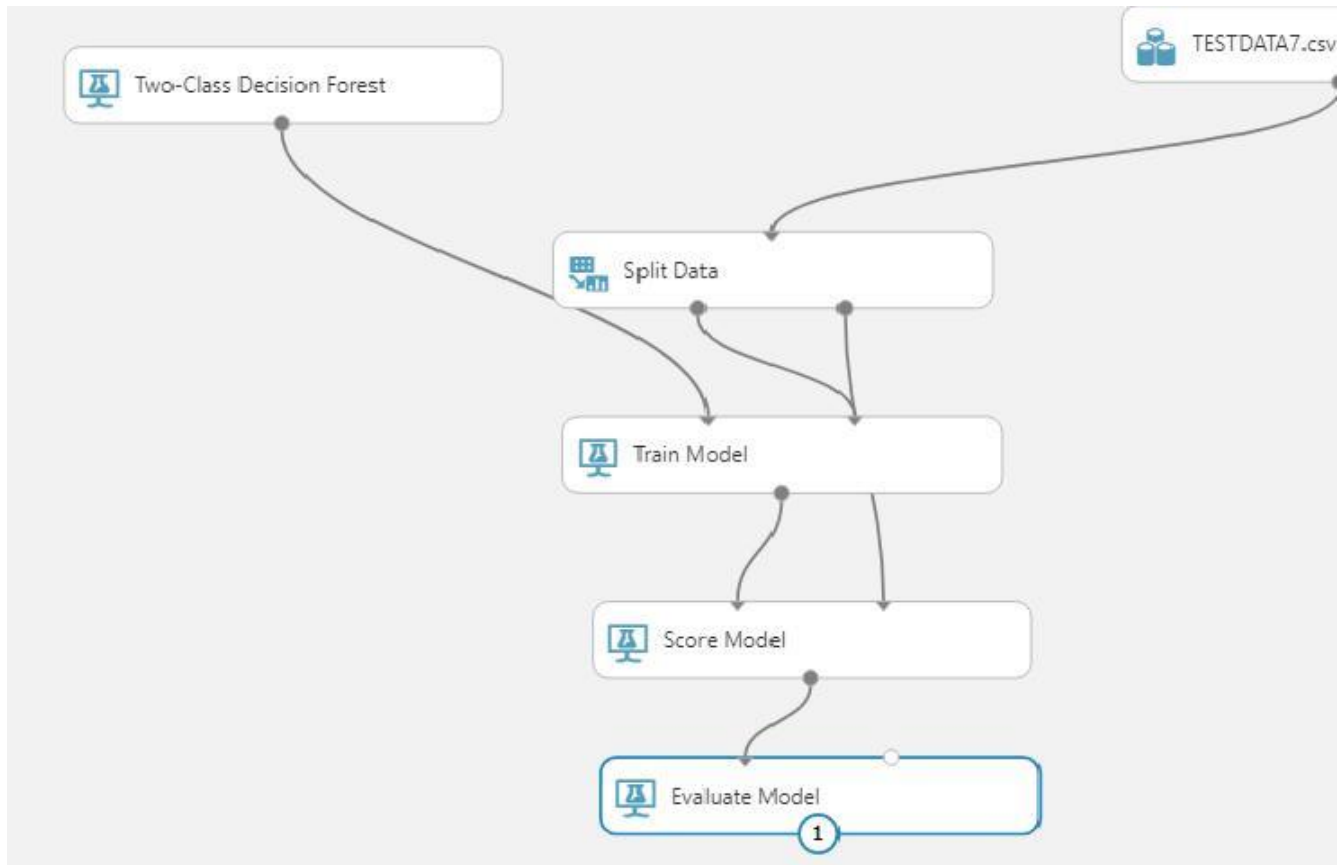 Two-Class Decision Forest
TESTDATA7.csv
Split Data
Train Model
Score Model
Evaluate Model
1